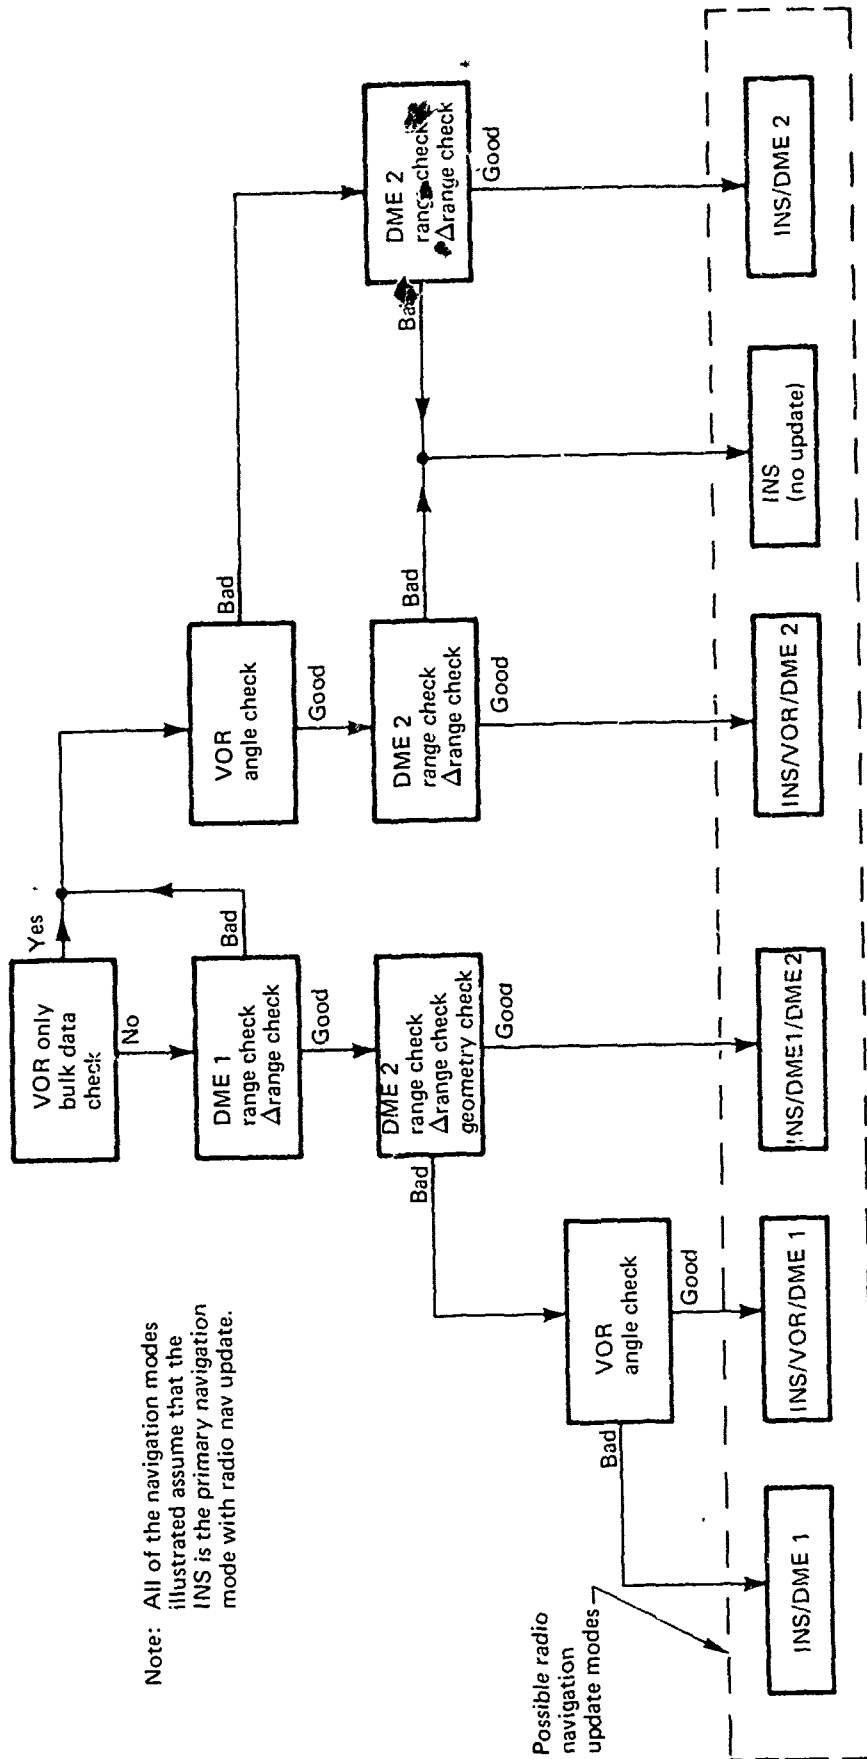 Note: All of the navigation modes
illustrated assume that the
INS is the primary navigation
mode with radio nav update.
VOR only
bulk data
check
Yes
No
DME 1
range check
Δrange check
Bad
Good
DME 2
range check
Δrange check
geometry check
Bad
Good
VOR
angle check
Bad
Good
VOR
angle check
Bad
Good
DME 2
range check
Δrange check
Bad
Good
DME 2
range check
Δrange check
Bad
Good
Possible radio
navigation
update modes
INS/DME 1
INS/VOR/DME 1
INS/DME1/DME2
INS/VOR/DME 2
INS
(no update)
INS/DME 2